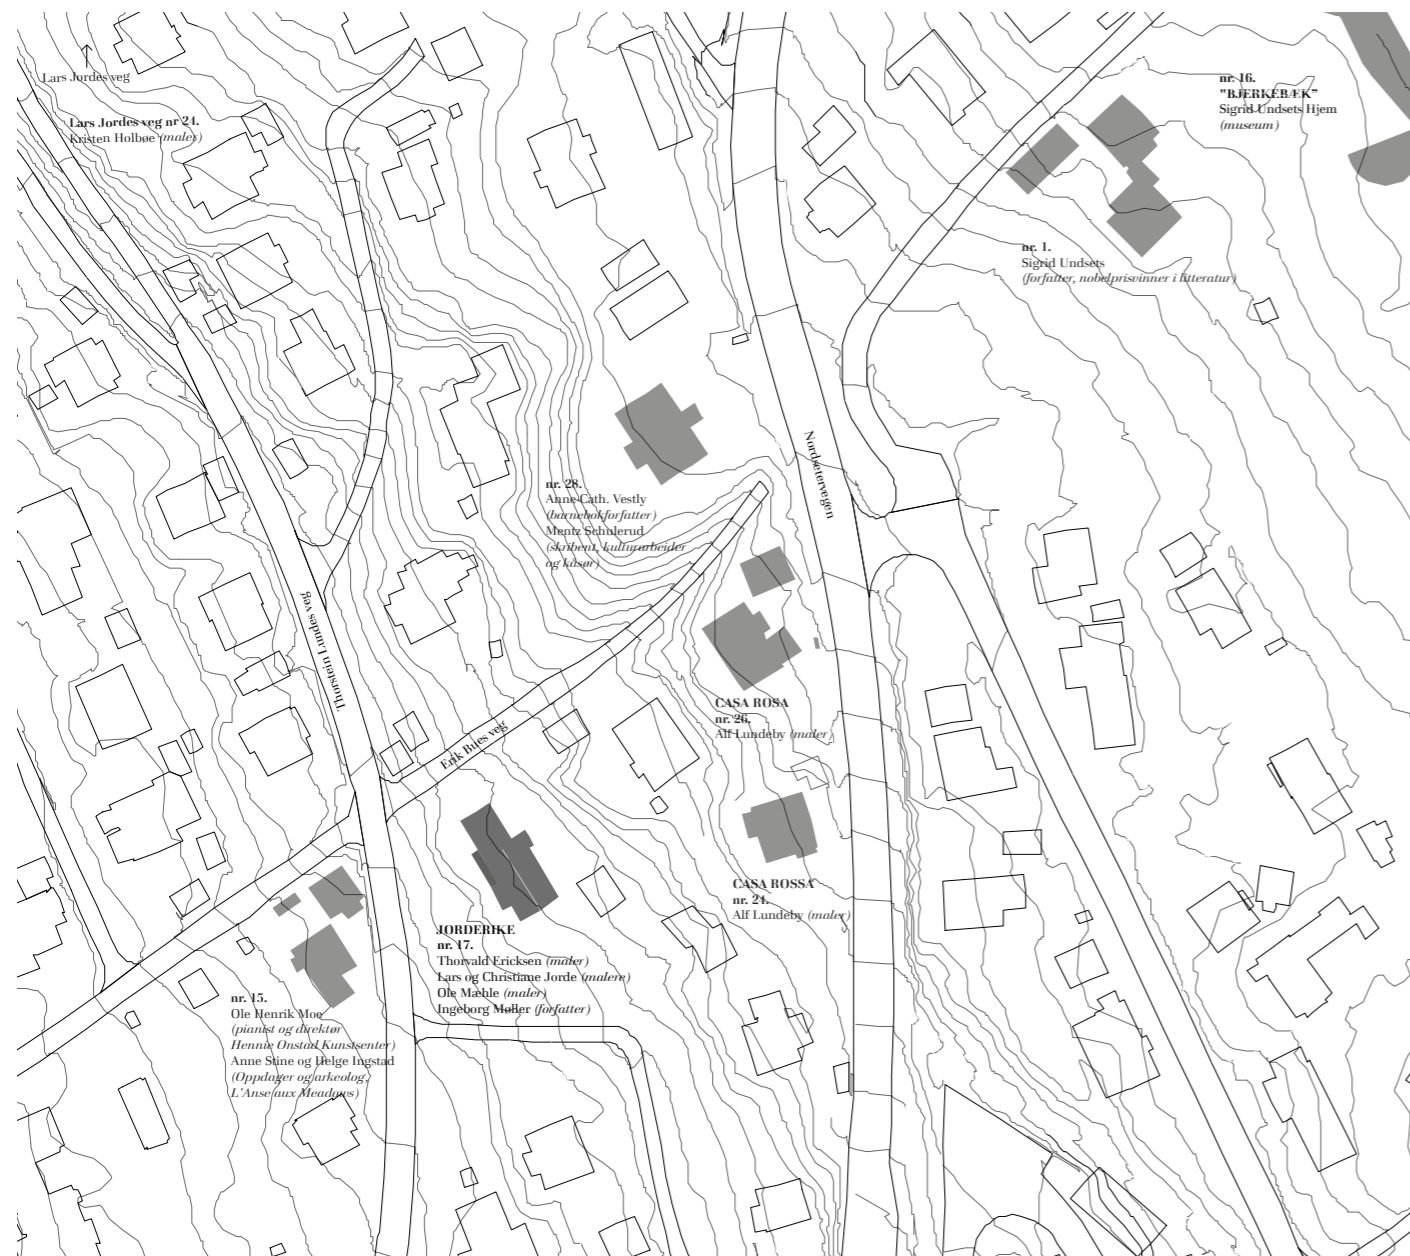 Lars Jordes veg
Lars Jordes veg nr 24.
Kristen Holbøe (maler)
nr. 16.
"BJERKEBÆK"
Sigrid Undsets Hjem
(museum)
nr. 1.
Sigrid Undsets
(forfatter, nobelprisvinner i litteratur)
Nordsetervegen
nr. 28.
Anne-Cath. Vestly
(barnebokforfatter)
Mentz Schulerud
(skribent, kulturarbeider
og kåsør)
Thorstein Lundes veg
Erik Bues veg
CASA ROSA
nr. 26.
Alf Lundeby (maler)
CASA ROSSA
nr. 24.
Alf Lundeby (maler)
JORDERIKE
nr. 17.
Thorvald Ericksen (maler)
Lars og Christiane Jorde (malere)
Ole Mæhle (maler)
Ingeborg Møller (forfatter)
nr. 15.
Ole Henrik Moe
(pianist og direktør
Hennie Onstad Kunstsenter)
Anne Stine og Helge Ingstad
(Oppdager og arkeolog,
L'Anse aux Meadows)